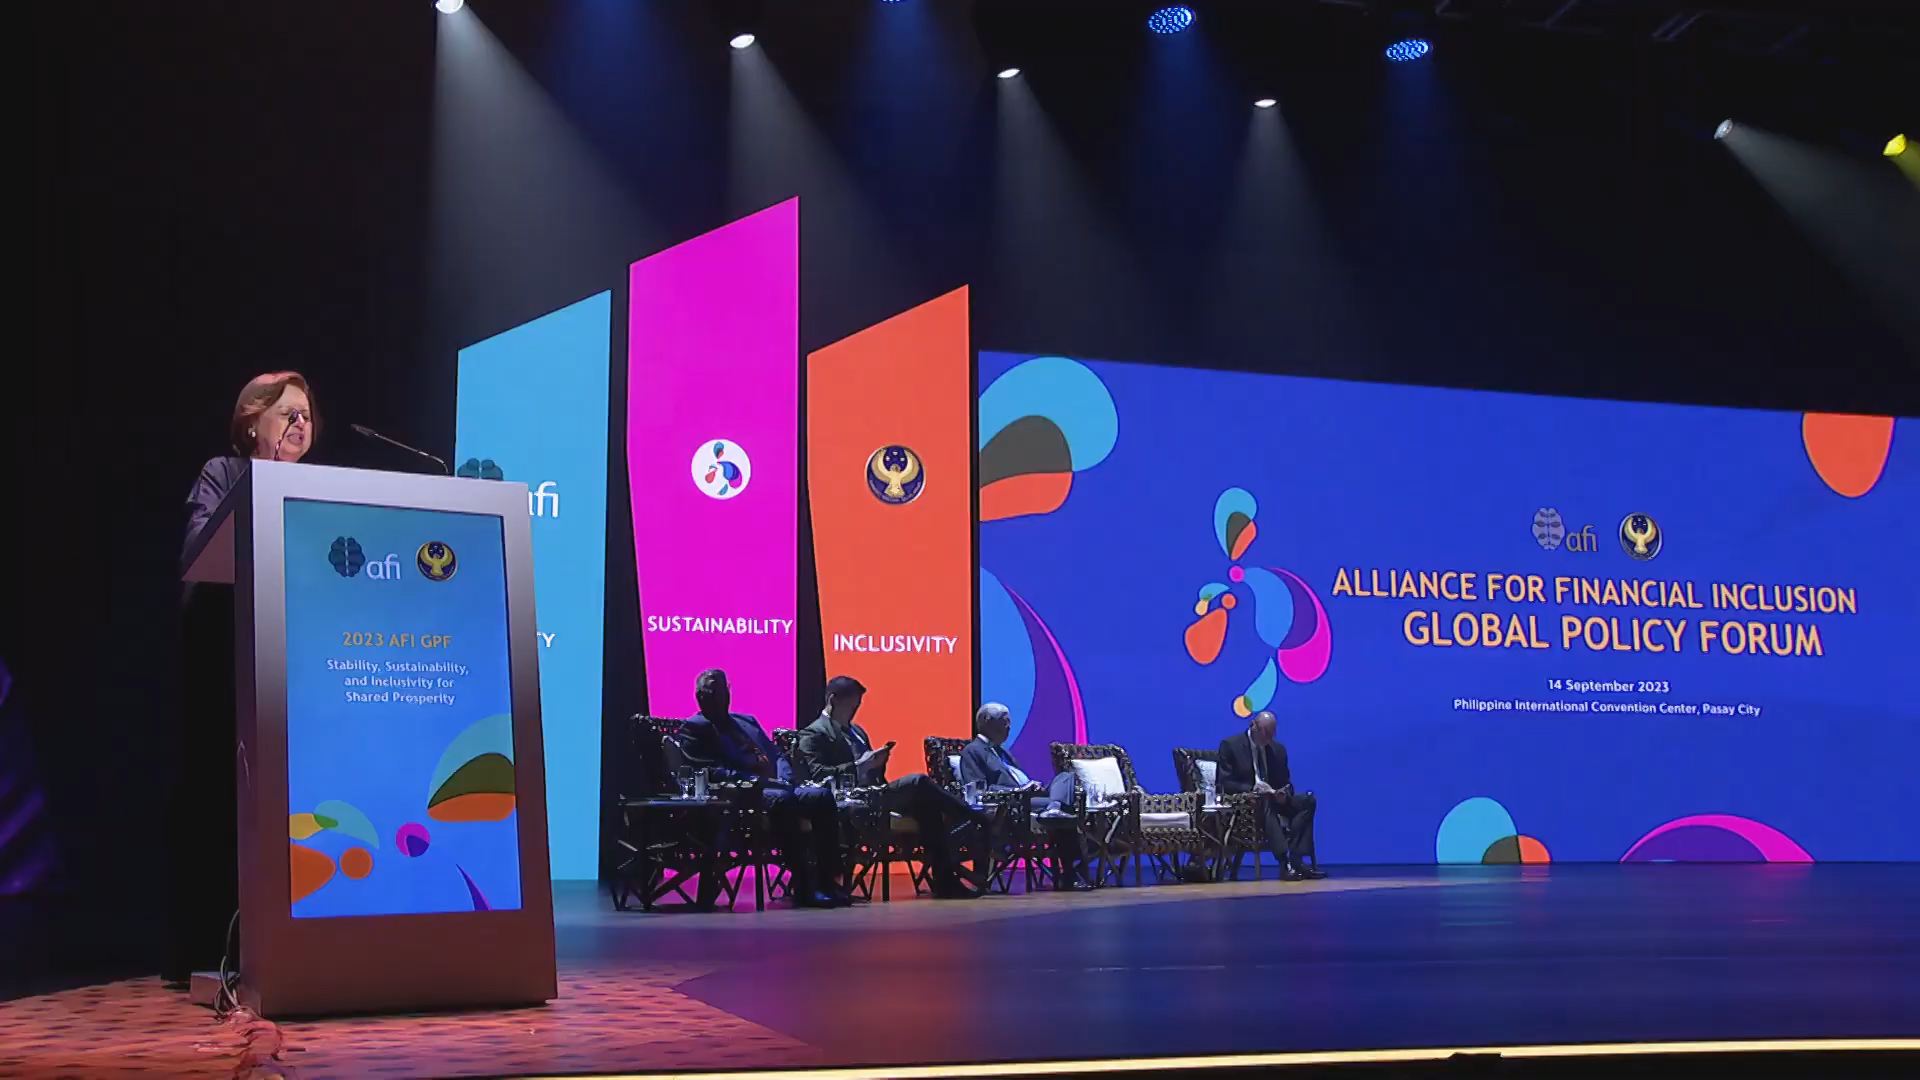 afi
2023 AFI GPF
Stability, Sustainability,
and Inclusivity for
Shared Prosperity
afi
TY
SUSTAINABILITY
INCLUSIVITY
afi
ALLIANCE FOR FINANCIAL INCLUSION
GLOBAL POLICY FORUM
14 September 2023
Philippine International Convention Center, Pasay City